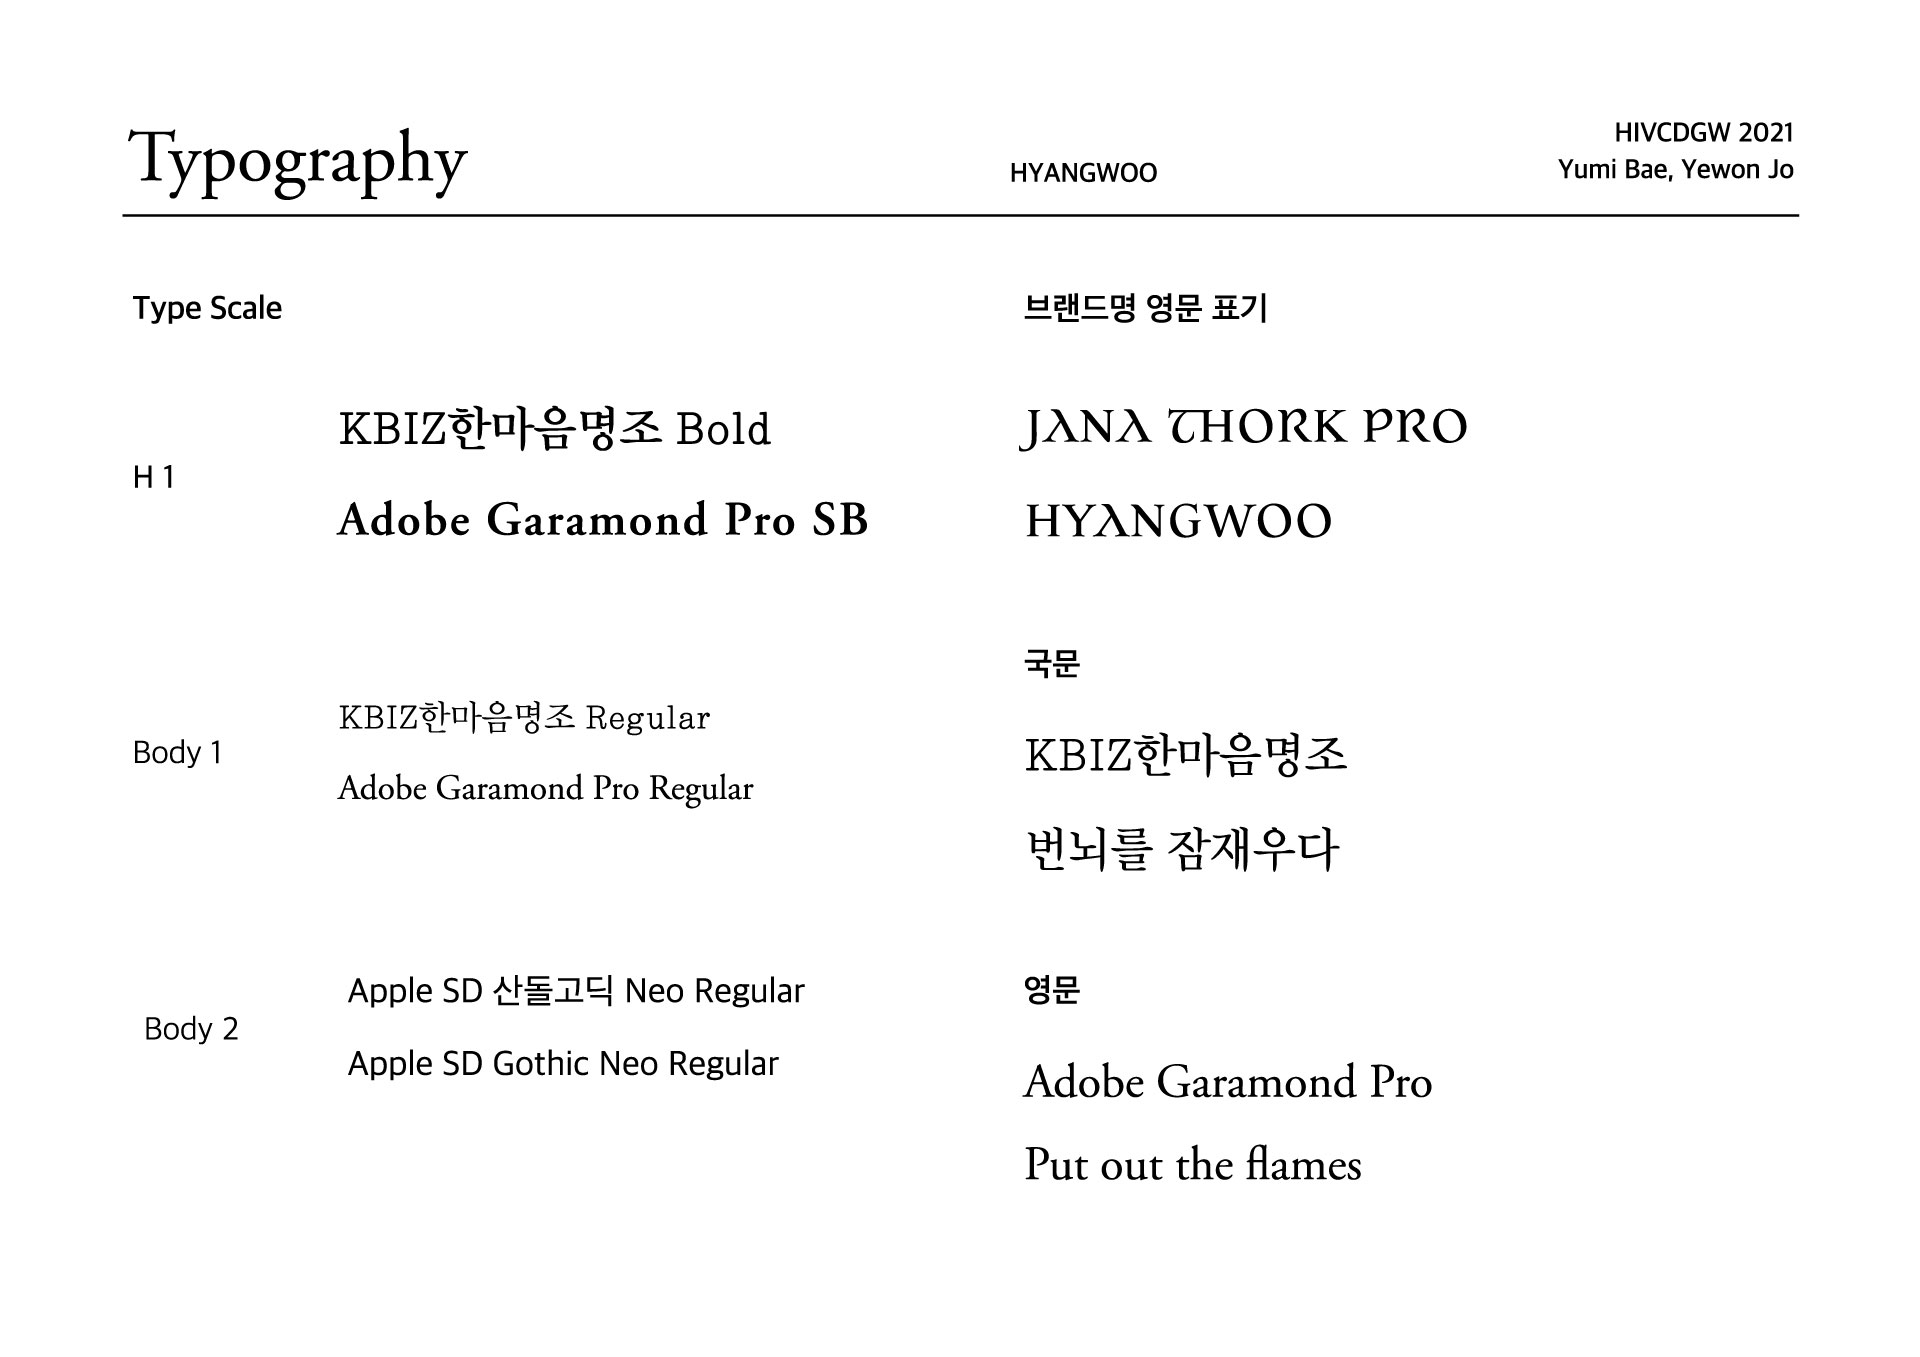 Typography
HYANGWOO
HIVCDGW 2021
Yumi Bae, Yewon Jo
Type Scale
H 1
KBIZ한마음명조 Bold
Adobe Garamond Pro SB
Body 1
KBIZ한마음명조 Regular
Adobe Garamond Pro Regular
Body 2
Apple SD 산돌고딕 Neo Regular
Apple SD Gothic Neo Regular
브랜드명 영문 표기
JANA THORK PRO
HYANGWOO
국문
KBIZ한마음명조
번뇌를 잠재우다
영문
Adobe Garamond Pro
Put out the flames